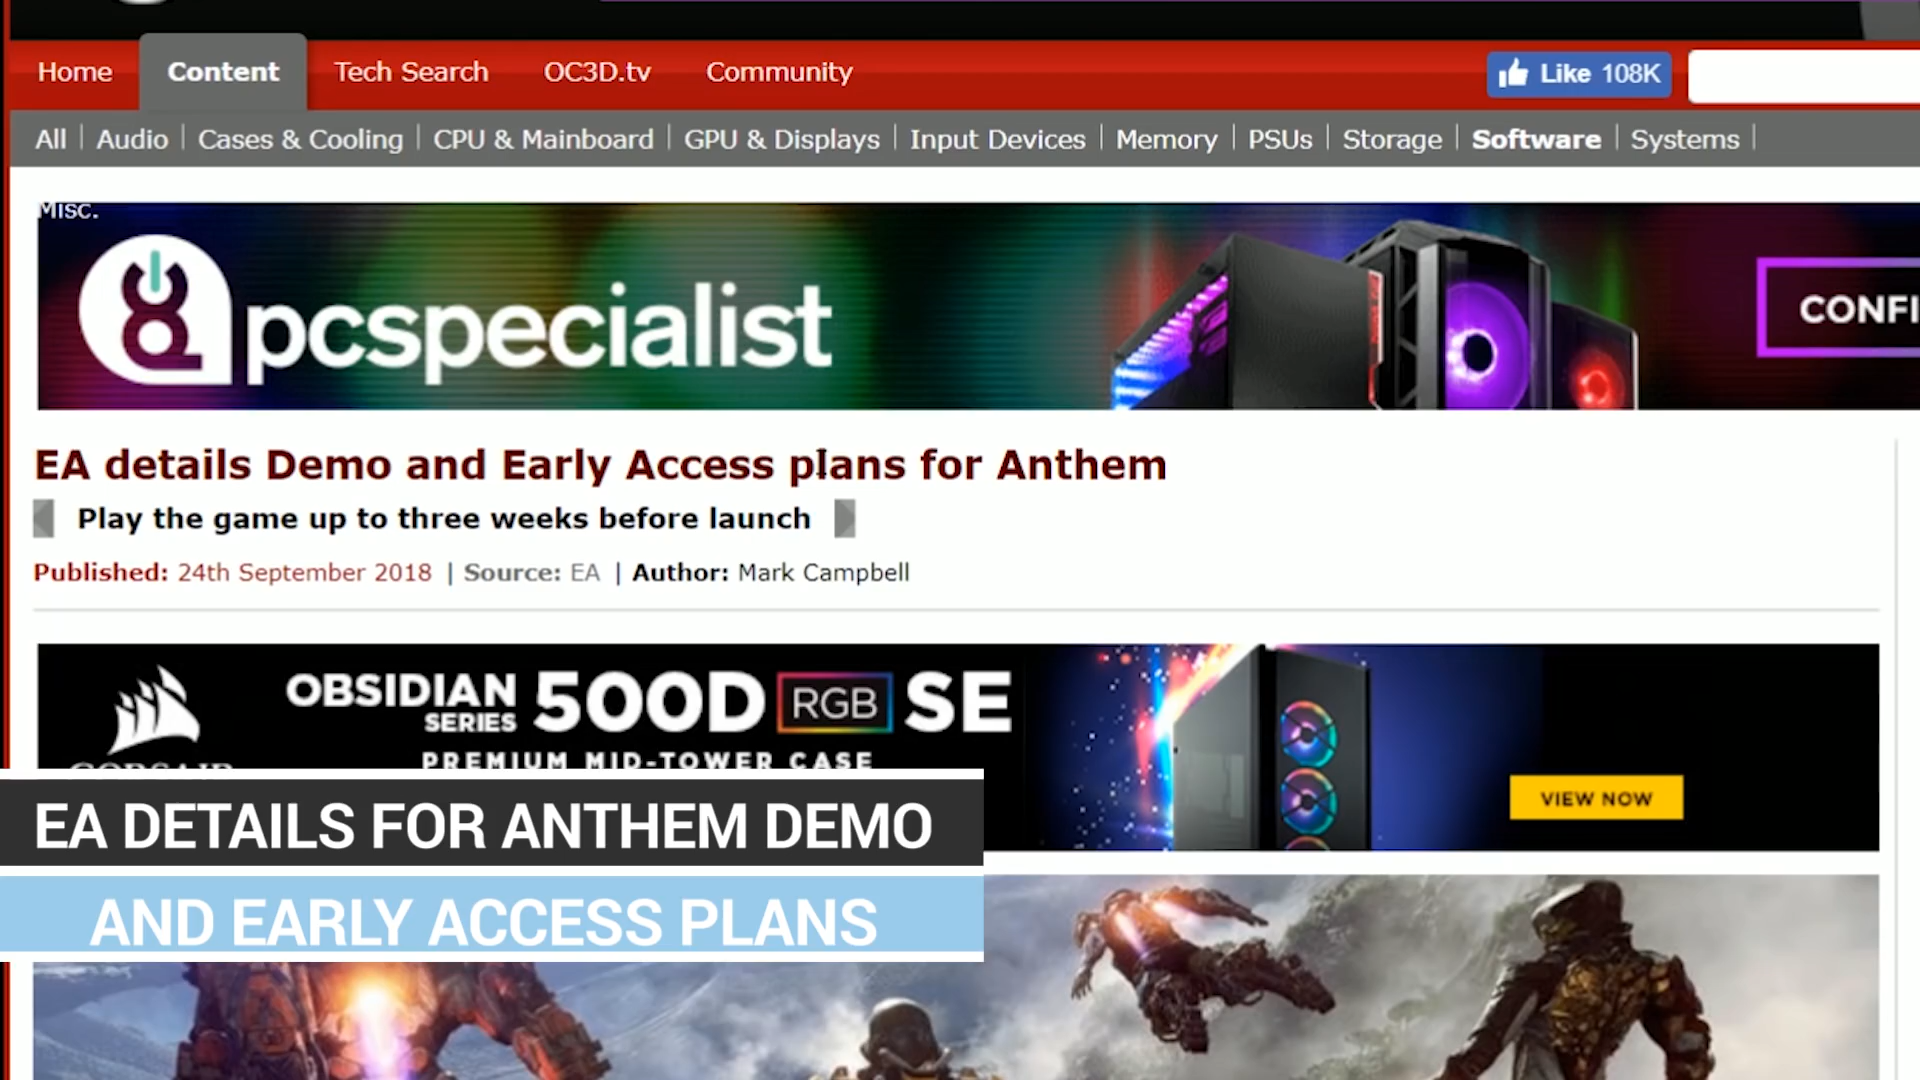 Home Content Tech Search OC3D.tv Community Like 108K
All | Audio | Cases & Cooling | CPU & Mainboard | GPU & Displays | Input Devices | Memory | PSUs | Storage | Software | Systems |
Misc.
pcspecialist
CONFI
EA details Demo and Early Access plans for Anthem
Play the game up to three weeks before launch
Published: 24th September 2018 | Source: EA | Author: Mark Campbell
OBSIDIAN SERIES 500D RGB SE
PREMIUM MID-TOWER CASE
CORSAIR
VIEW NOW
EA DETAILS FOR ANTHEM DEMO
AND EARLY ACCESS PLANS